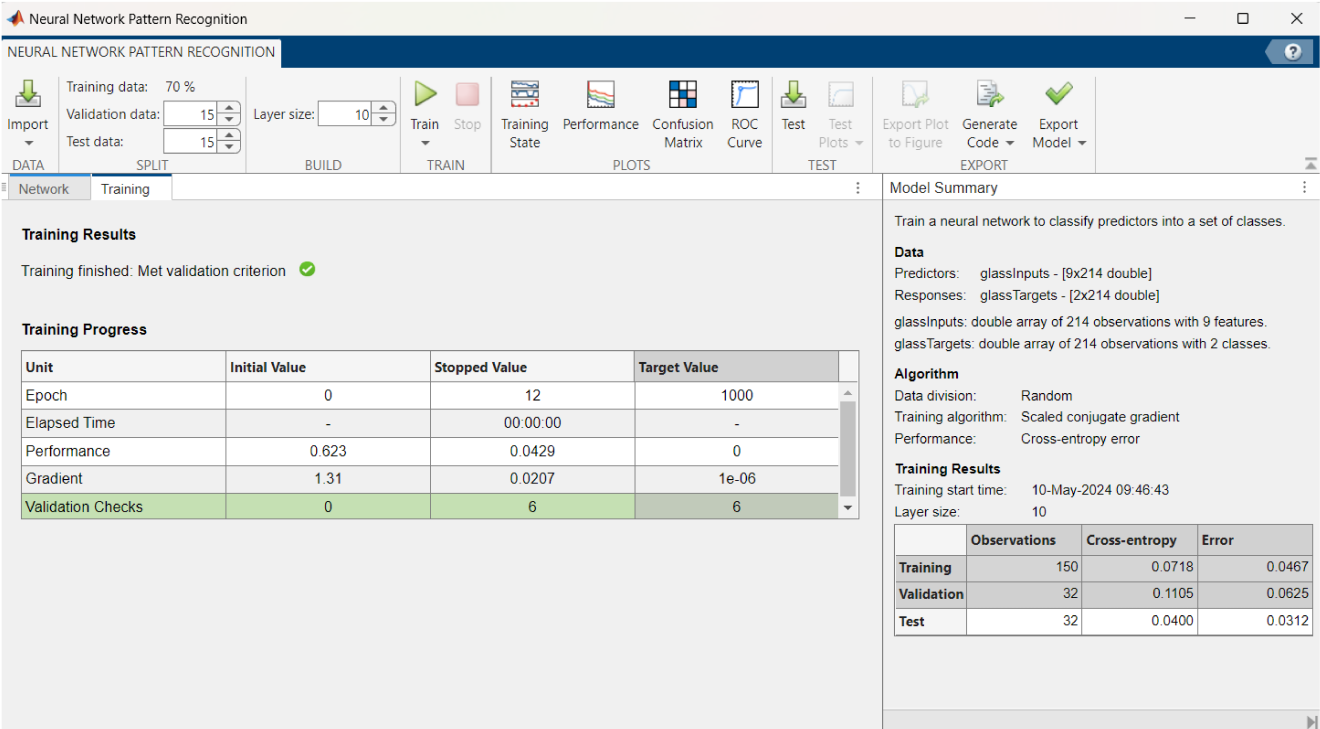 Neural Network Pattern Recognition
NEURAL NETWORK PATTERN RECOGNITION
?
Import
DATA
Training data: 70 %
Validation data: 15
Test data: 15
SPLIT
Layer size: 10
BUILD
Train Stop
TRAIN
Training State
Performance
Confusion Matrix
ROC Curve
PLOTS
Test
Test Plots
TEST
Export Plot to Figure
Generate Code
Export Model
EXPORT
Network Training
Training Results
Training finished: Met validation criterion
Training Progress
Unit Initial Value Stopped Value Target Value
Epoch 0 12 1000
Elapsed Time - 00:00:00 -
Performance 0.623 0.0429 0
Gradient 1.31 0.0207 1e-06
Validation Checks 0 6 6
Model Summary
Train a neural network to classify predictors into a set of classes.
Data
Predictors: glassInputs - [9x214 double]
Responses: glassTargets - [2x214 double]
glassInputs: double array of 214 observations with 9 features.
glassTargets: double array of 214 observations with 2 classes.
Algorithm
Data division: Random
Training algorithm: Scaled conjugate gradient
Performance: Cross-entropy error
Training Results
Training start time: 10-May-2024 09:46:43
Layer size: 10
Observations Cross-entropy Error
Training 150 0.0718 0.0467
Validation 32 0.1105 0.0625
Test 32 0.0400 0.0312